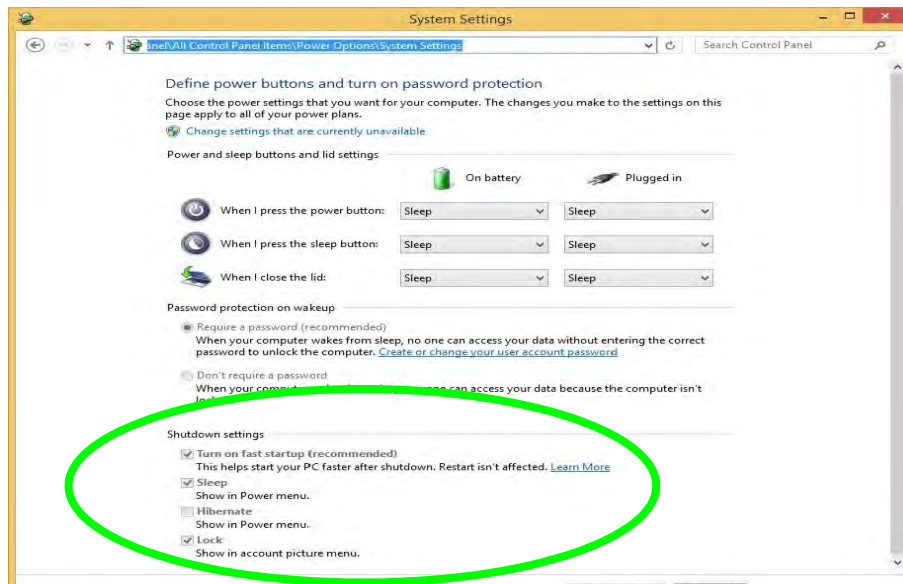 System Settings
anel\All Control Panel Items\Power Options\System Settings
Search Control Panel
Define power buttons and turn on password protection
Choose the power settings that you want for your computer. The changes you make to the settings on this
page apply to all of your power plans.
Change settings that are currently unavailable
Power and sleep buttons and lid settings
On battery Plugged in
When I press the power button: Sleep Sleep
When I press the sleep button: Sleep Sleep
When I close the lid: Sleep Sleep
Password protection on wakeup
Require a password (recommended)
When your computer wakes from sleep, no one can access your data without entering the correct
password to unlock the computer. Create or change your user account password
Don't require a password
When your one can access your data because the computer isn't
Shutdown settings
Turn on fast startup (recommended)
This helps start your PC faster after shutdown. Restart isn't affected. Learn More
Sleep
Show in Power menu.
Hibernate
Show in Power menu.
Lock
Show in account picture menu.